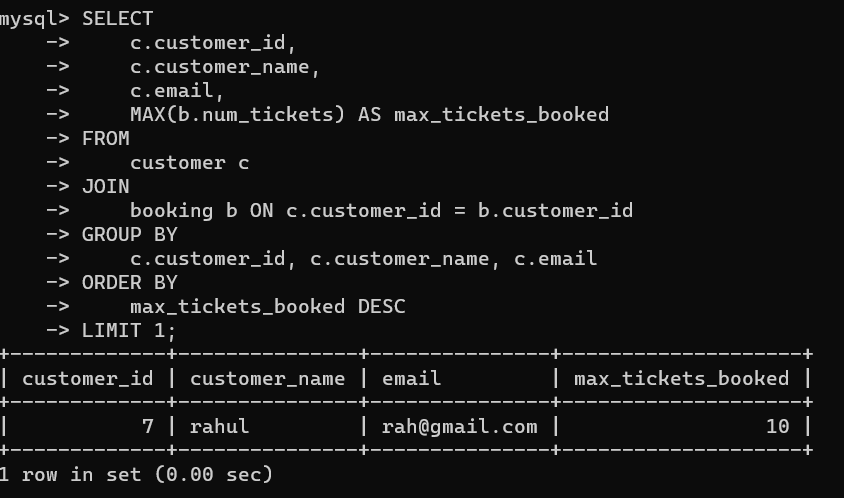 mysql> SELECT
    ->     c.customer_id,
    ->     c.customer_name,
    ->     c.email,
    ->     MAX(b.num_tickets) AS max_tickets_booked
    -> FROM
    ->     customer c
    -> JOIN
    ->     booking b ON c.customer_id = b.customer_id
    -> GROUP BY
    ->     c.customer_id, c.customer_name, c.email
    -> ORDER BY
    ->     max_tickets_booked DESC
    -> LIMIT 1;
+-------------+---------------+---------------+--------------------+
| customer_id | customer_name | email         | max_tickets_booked |
+-------------+---------------+---------------+--------------------+
|           7 | rahul         | rah@gmail.com |                 10 |
+-------------+---------------+---------------+--------------------+
1 row in set (0.00 sec)